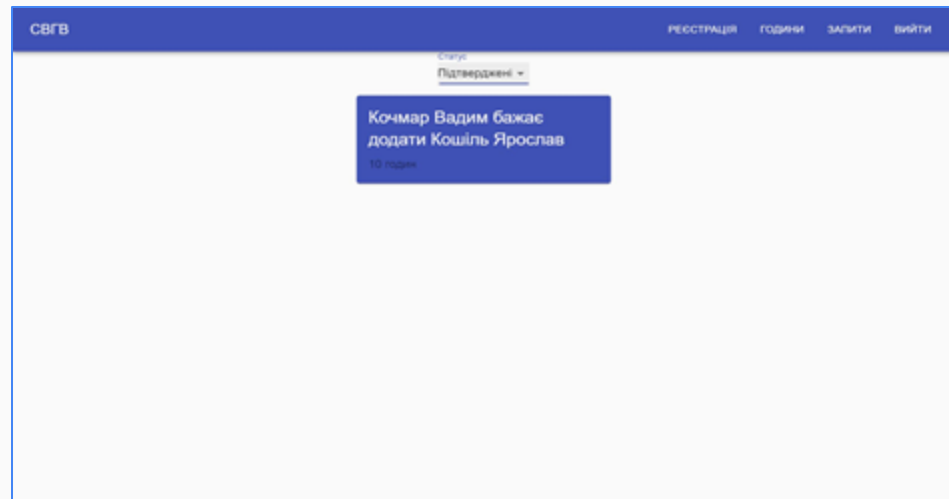 СВГВ
РЕЄСТРАЦІЯ ГОДИНИ ЗАПИТИ ВИЙТИ
Статус
Підтверджені
Кочмар Вадим бажає
додати Кошіль Ярослав
10 годин